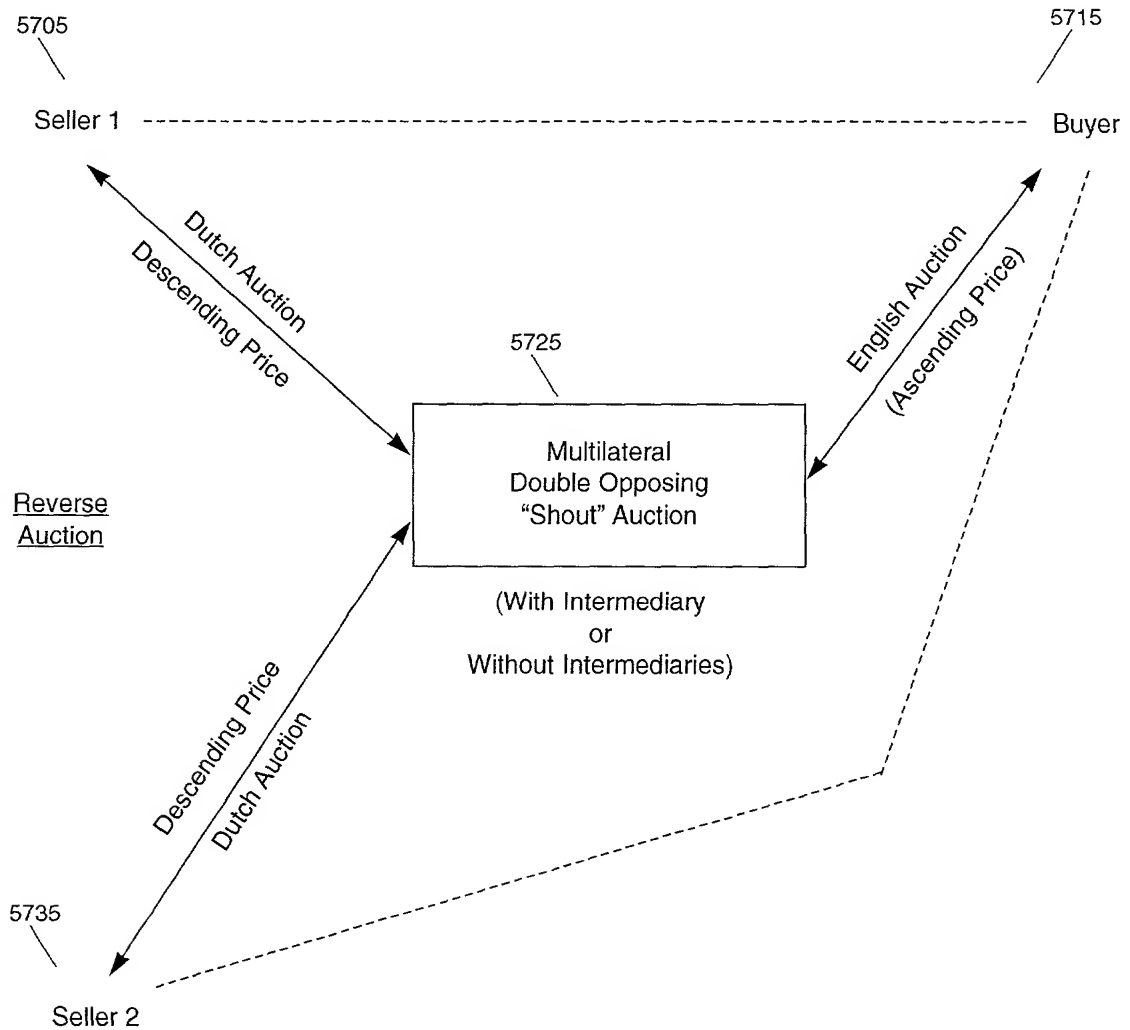 5705
5715
Seller 1
Buyer
Dutch Auction
Descending Price
English Auction
(Ascending Price)
5725
Multilateral
Double Opposing
“Shout” Auction
Reverse
Auction
(With Intermediary
or
Without Intermediaries)
Descending Price
Dutch Auction
5735
Seller 2